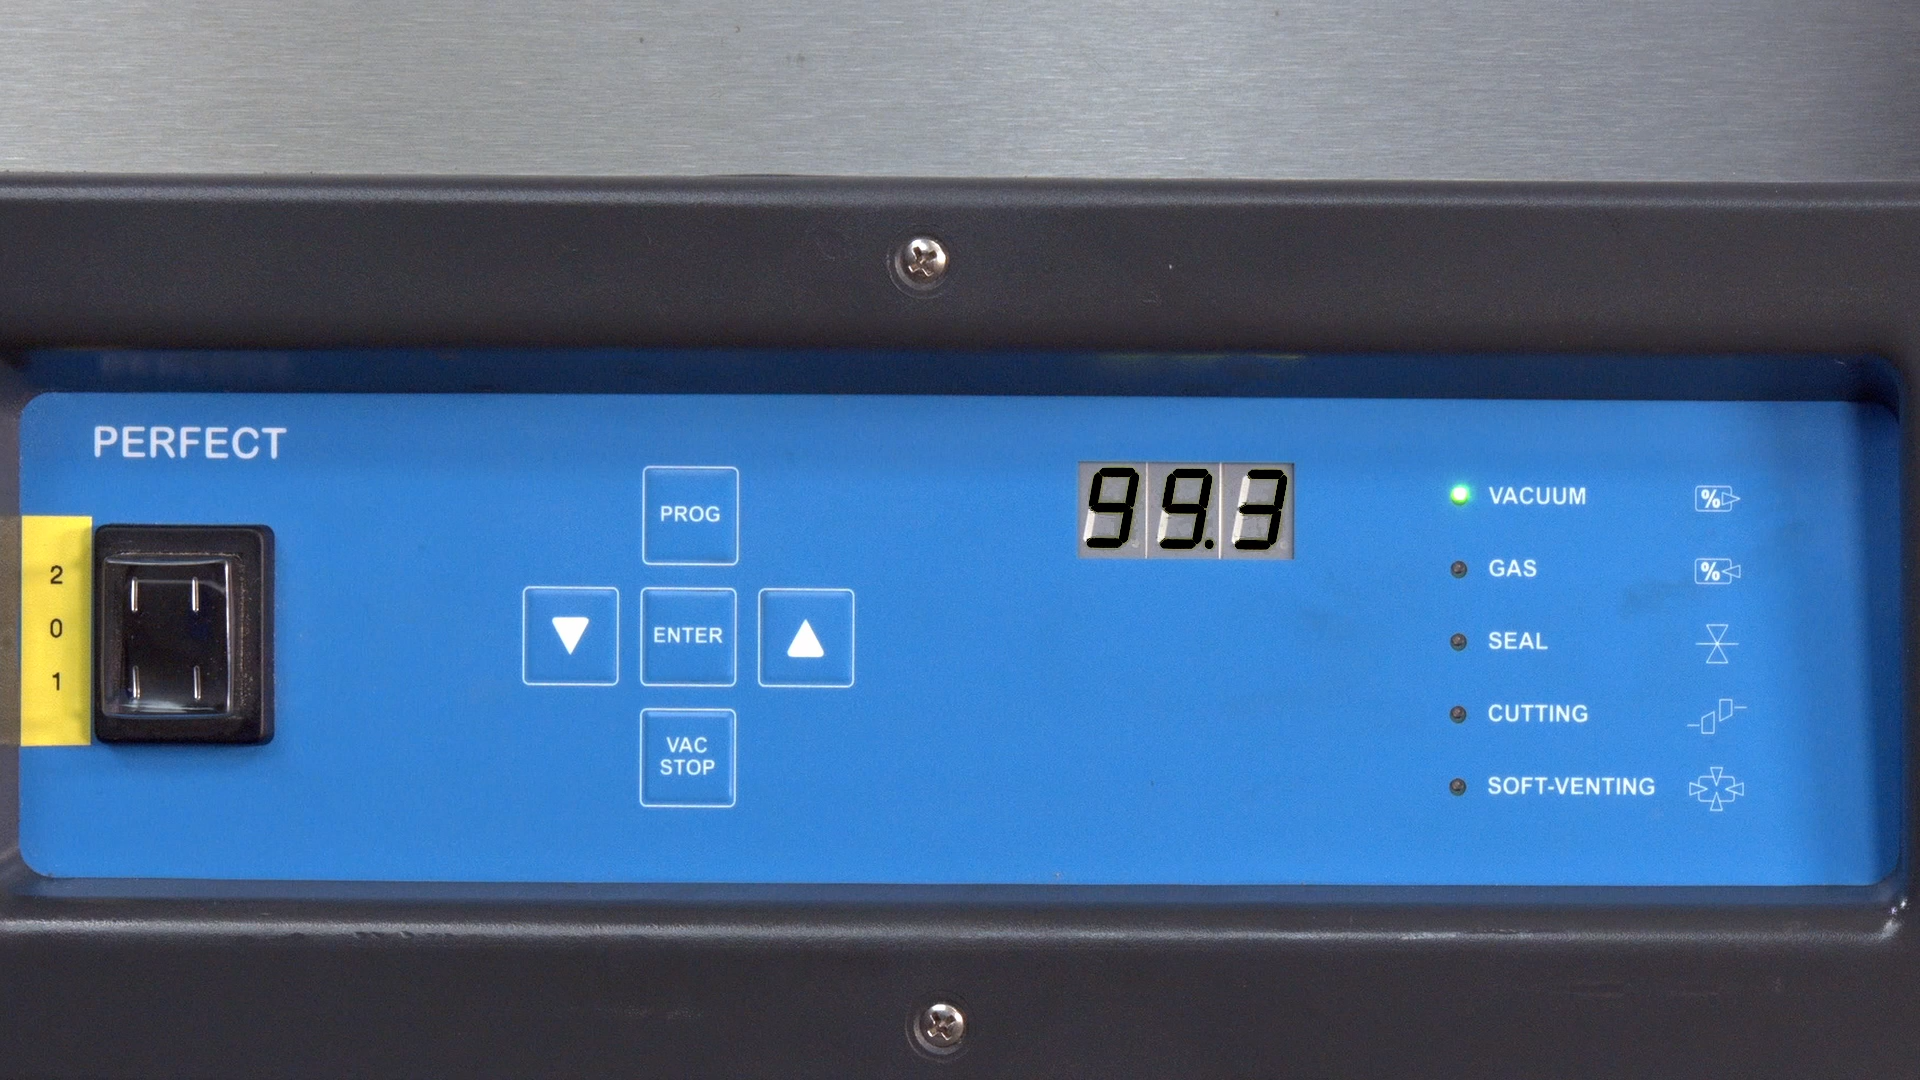 PERFECT
2
0
1
PROG
ENTER
VAC
STOP
99.3
VACUUM %
GAS %
SEAL
CUTTING
SOFT-VENTING